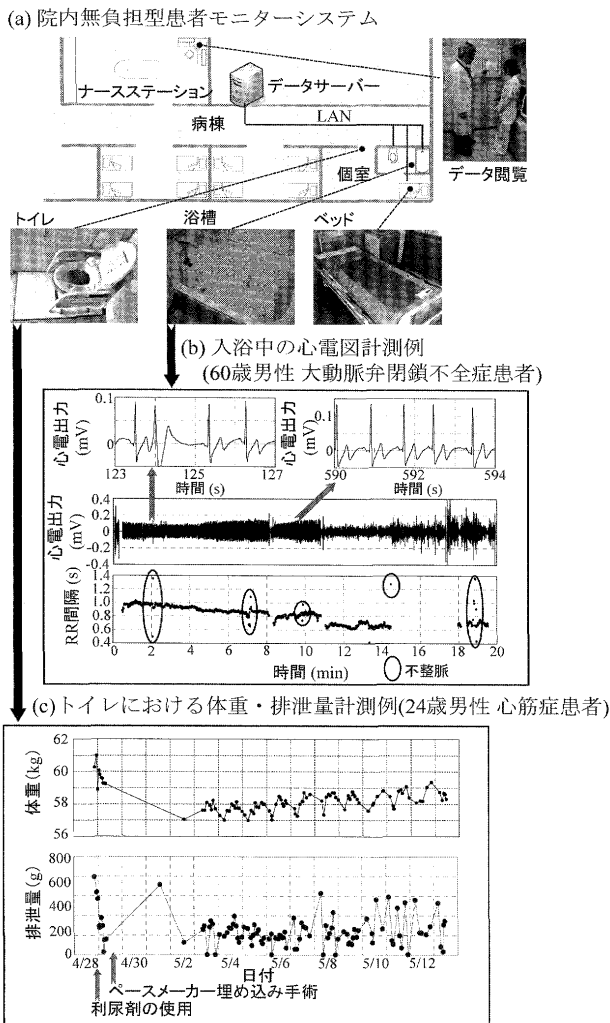 (a) 院内無負担型患者モニターシステム
ナースステーション
データサーバー
LAN
病棟
個室
データ閲覧
トイレ
浴槽
ベッド
(b) 入浴中の心電図計測例
(60歳男性 大動脈弁閉鎖不全症患者)
心電出力
(mV)
0.1
0
123
125
127
時間 (s)
心電出力
(mV)
0.1
0
590
592
594
時間 (s)
心電出力
(mV)
0.4
0.2
0
-0.2
-0.4
RR間隔 (s)
1.4
1.2
1.0
0.8
0.6
0.4
0
2
4
6
8
10
12
14
16
18
20
時間 (min)
不整脈
(c)トイレにおける体重・排泄量計測例(24歳男性 心筋症患者)
体重(kg)
62
60
58
56
排泄量(g)
800
600
400
200
0
4/28
4/30
5/2
5/4
5/6
5/8
5/10
5/12
日付
ペースメーカー埋め込み手術
利尿剤の使用